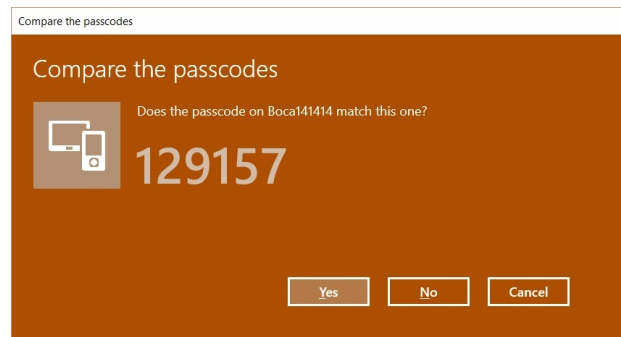 Compare the passcodes
Compare the passcodes
Does the passcode on Boca141414 match this one?
129157
Yes No Cancel